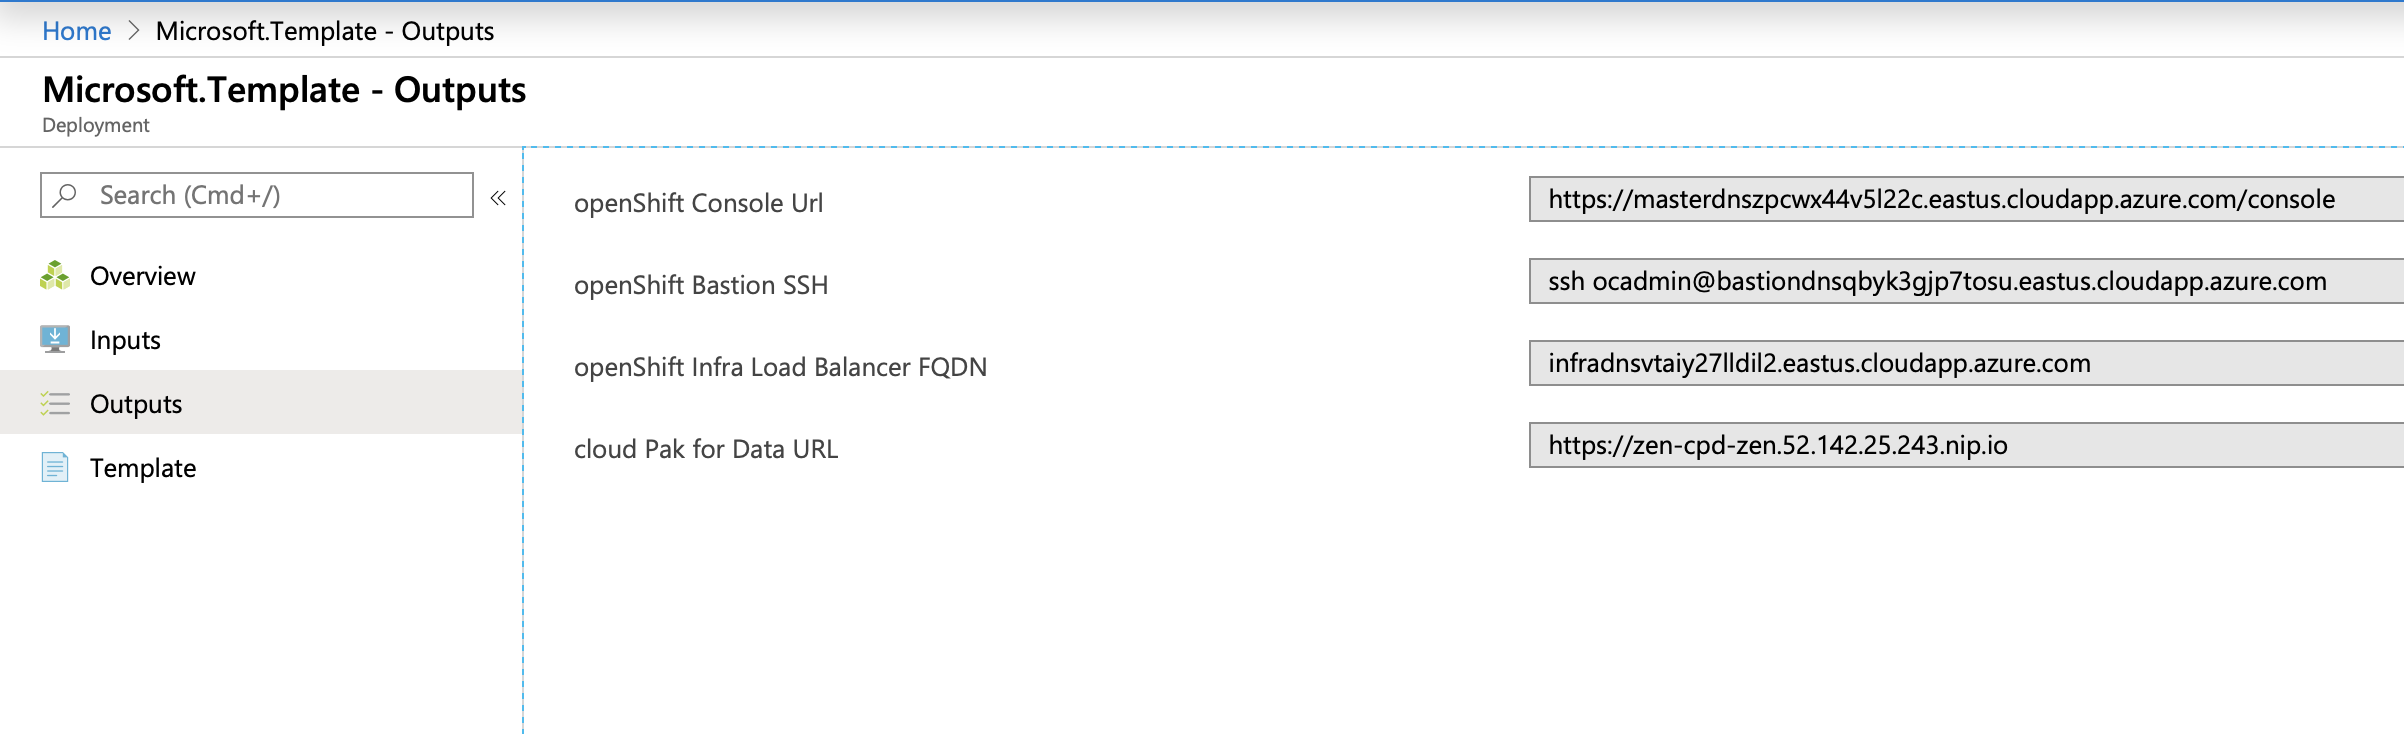 Home > Microsoft.Template - Outputs
Microsoft.Template - Outputs
Deployment
Search (Cmd+/)
«
Overview
Inputs
Outputs
Template
openShift Console Url
https://masterdnszpcwx44v5l22c.eastus.cloudapp.azure.com/console
openShift Bastion SSH
ssh ocadmin@bastiondnsqbyk3gjp7tosu.eastus.cloudapp.azure.com
openShift Infra Load Balancer FQDN
infradnsvtaiy27lldil2.eastus.cloudapp.azure.com
cloud Pak for Data URL
https://zen-cpd-zen.52.142.25.243.nip.io